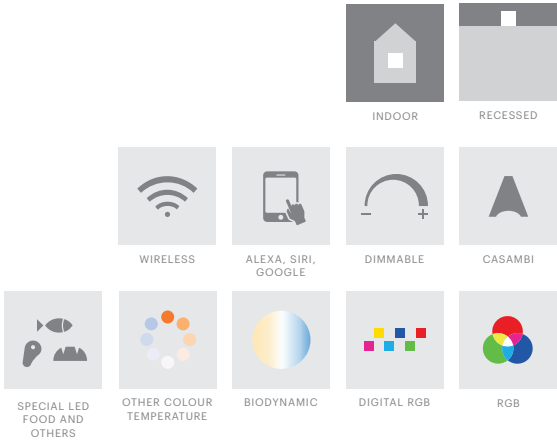 INDOOR
RECESSED
WIRELESS
ALEXA, SIRI,
GOOGLE
DIMMABLE
CASAMBI
SPECIAL LED
FOOD AND
OTHERS
OTHER COLOUR
TEMPERATURE
BIODYNAMIC
DIGITAL RGB
RGB